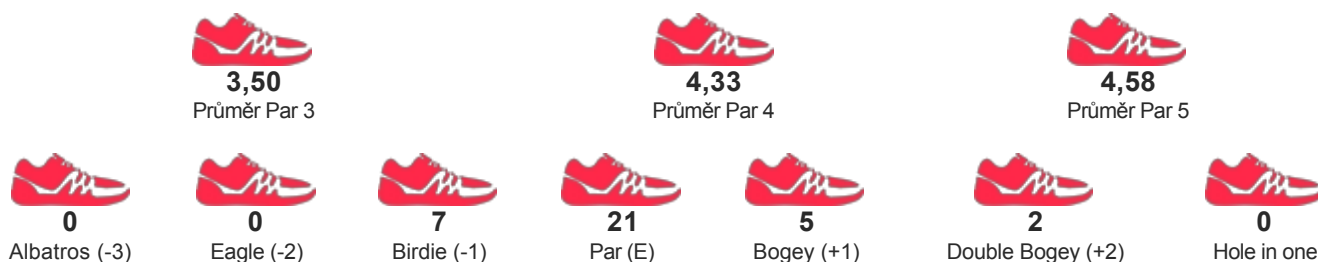 3,50
Průměr Par 3
4,33
Průměr Par 4
4,58
Průměr Par 5
0
Albatros (-3)
0
Eagle (-2)
7
Birdie (-1)
21
Par (E)
5
Bogey (+1)
2
Double Bogey (+2)
0
Hole in one